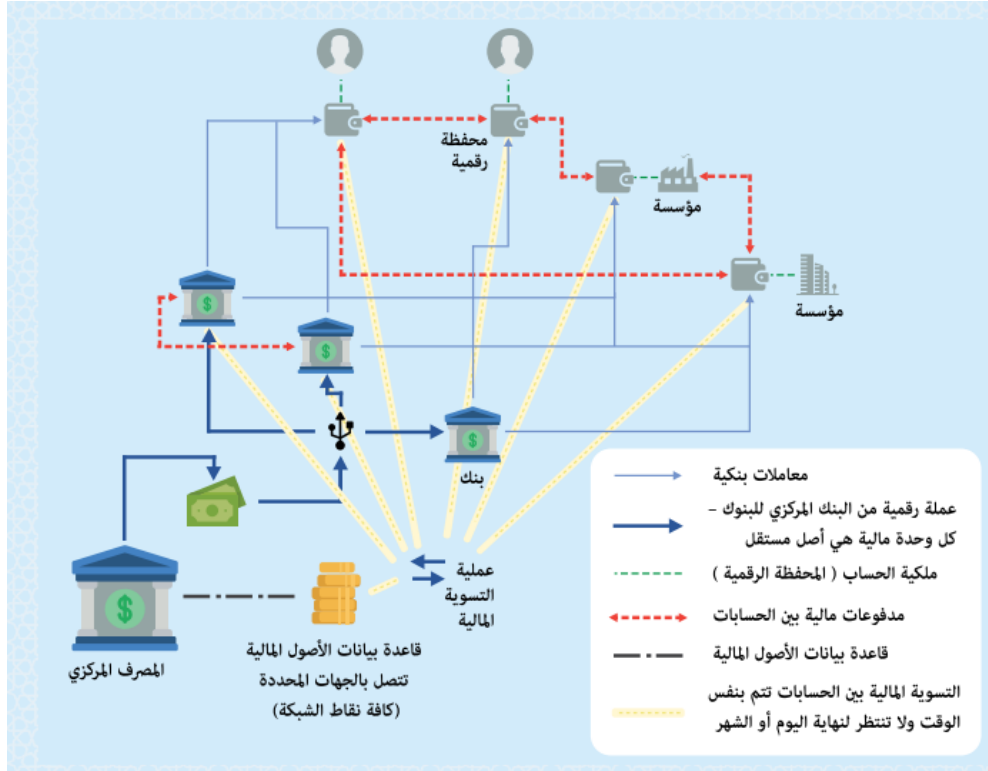 محفظة
رقمية
مؤسسة
مؤسسة
بنك
عملية
التسوية
المالية
المصرف المركزي
قاعدة بيانات الأصول المالية
تتصل بالجهات المحددة
(كافة نقاط الشبكة)
معاملات بنكية
عملة رقمية من البنك المركزي للبنوك –
كل وحدة مالية هي أصل مستقل
ملكية الحساب ( المحفظة الرقمية )
مدفوعات مالية بين الحسابات
قاعدة بيانات الأصول المالية
التسوية المالية بين الحسابات تتم بنفس
الوقت ولا تنتظر لنهاية اليوم أو الشهر
$
$
$
$